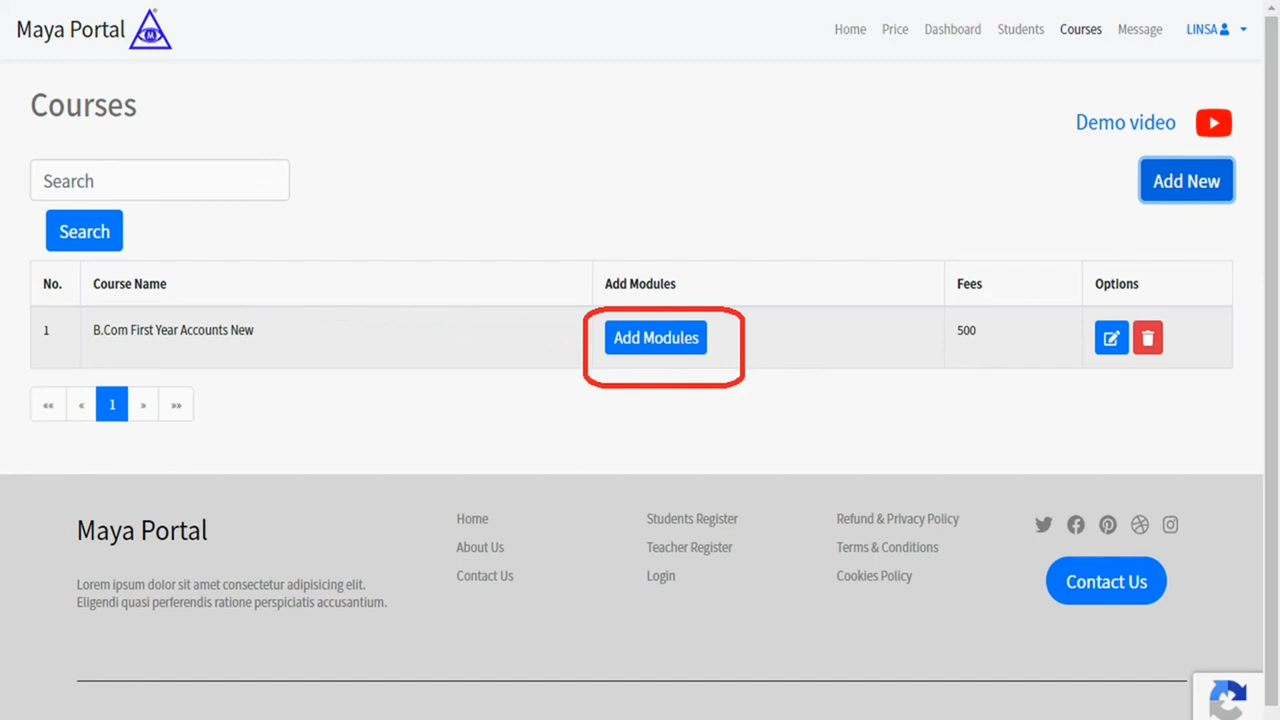 Maya Portal
M
Home Price Dashboard Students Courses Message LINSA
Courses
Demo video
Search
Add New
Search
No. Course Name Add Modules Fees Options
1 B.Com First Year Accounts New Add Modules 500
«« « 1 » »»
Maya Portal
Lorem ipsum dolor sit amet consectetur adipisicing elit.
Eligendi quasi perferendis ratione perspiciatis accusantium.
Home
About Us
Contact Us
Students Register
Teacher Register
Login
Refund & Privacy Policy
Terms & Conditions
Cookies Policy
Contact Us